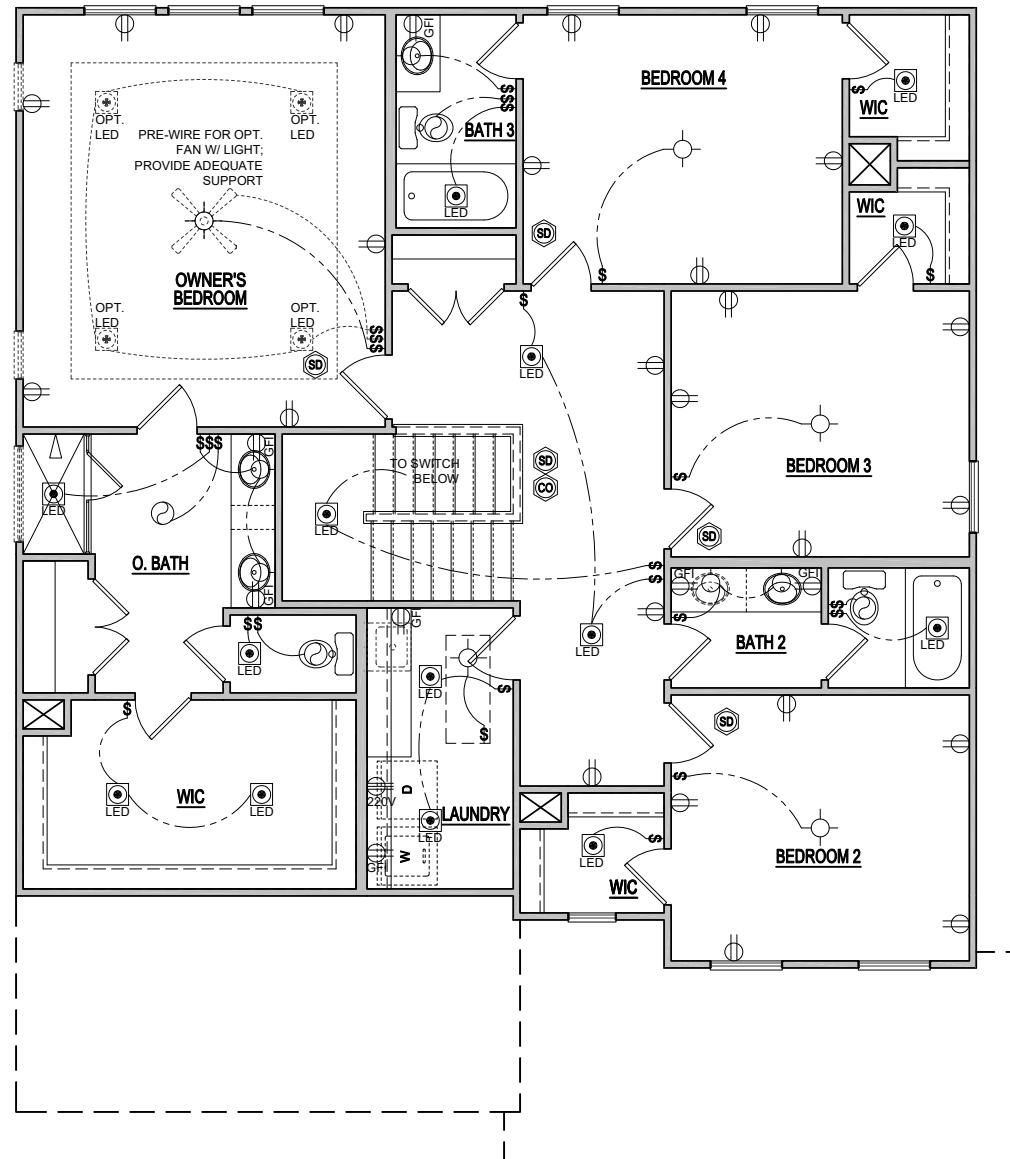 GFI
BEDROOM 4
OPT.
LED
OPT.
LED
LED
WIC
$
$
$
$
$
BATH 3
PRE-WIRE FOR OPT.
FAN W/ LIGHT;
PROVIDE ADEQUATE
SUPPORT
LED
WIC
LED
SD
$
$
OWNER'S
BEDROOM
$
OPT.
LED
OPT.
LED
$
$
$
SD
LED
$$$
GFI
TO SWITCH
BELOW
SD
CO
BEDROOM 3
$
LED
LED
SD
O. BATH
$
$
GFI
GFI
GFI
$
$
$
$$
GFI
LED
LED
BATH 2
LED
LED
$
$
SD
$
$
WIC
LED
LED
220V
D
LAUNDRY
LED
W
GFI
$
LED
WIC
BEDROOM 2